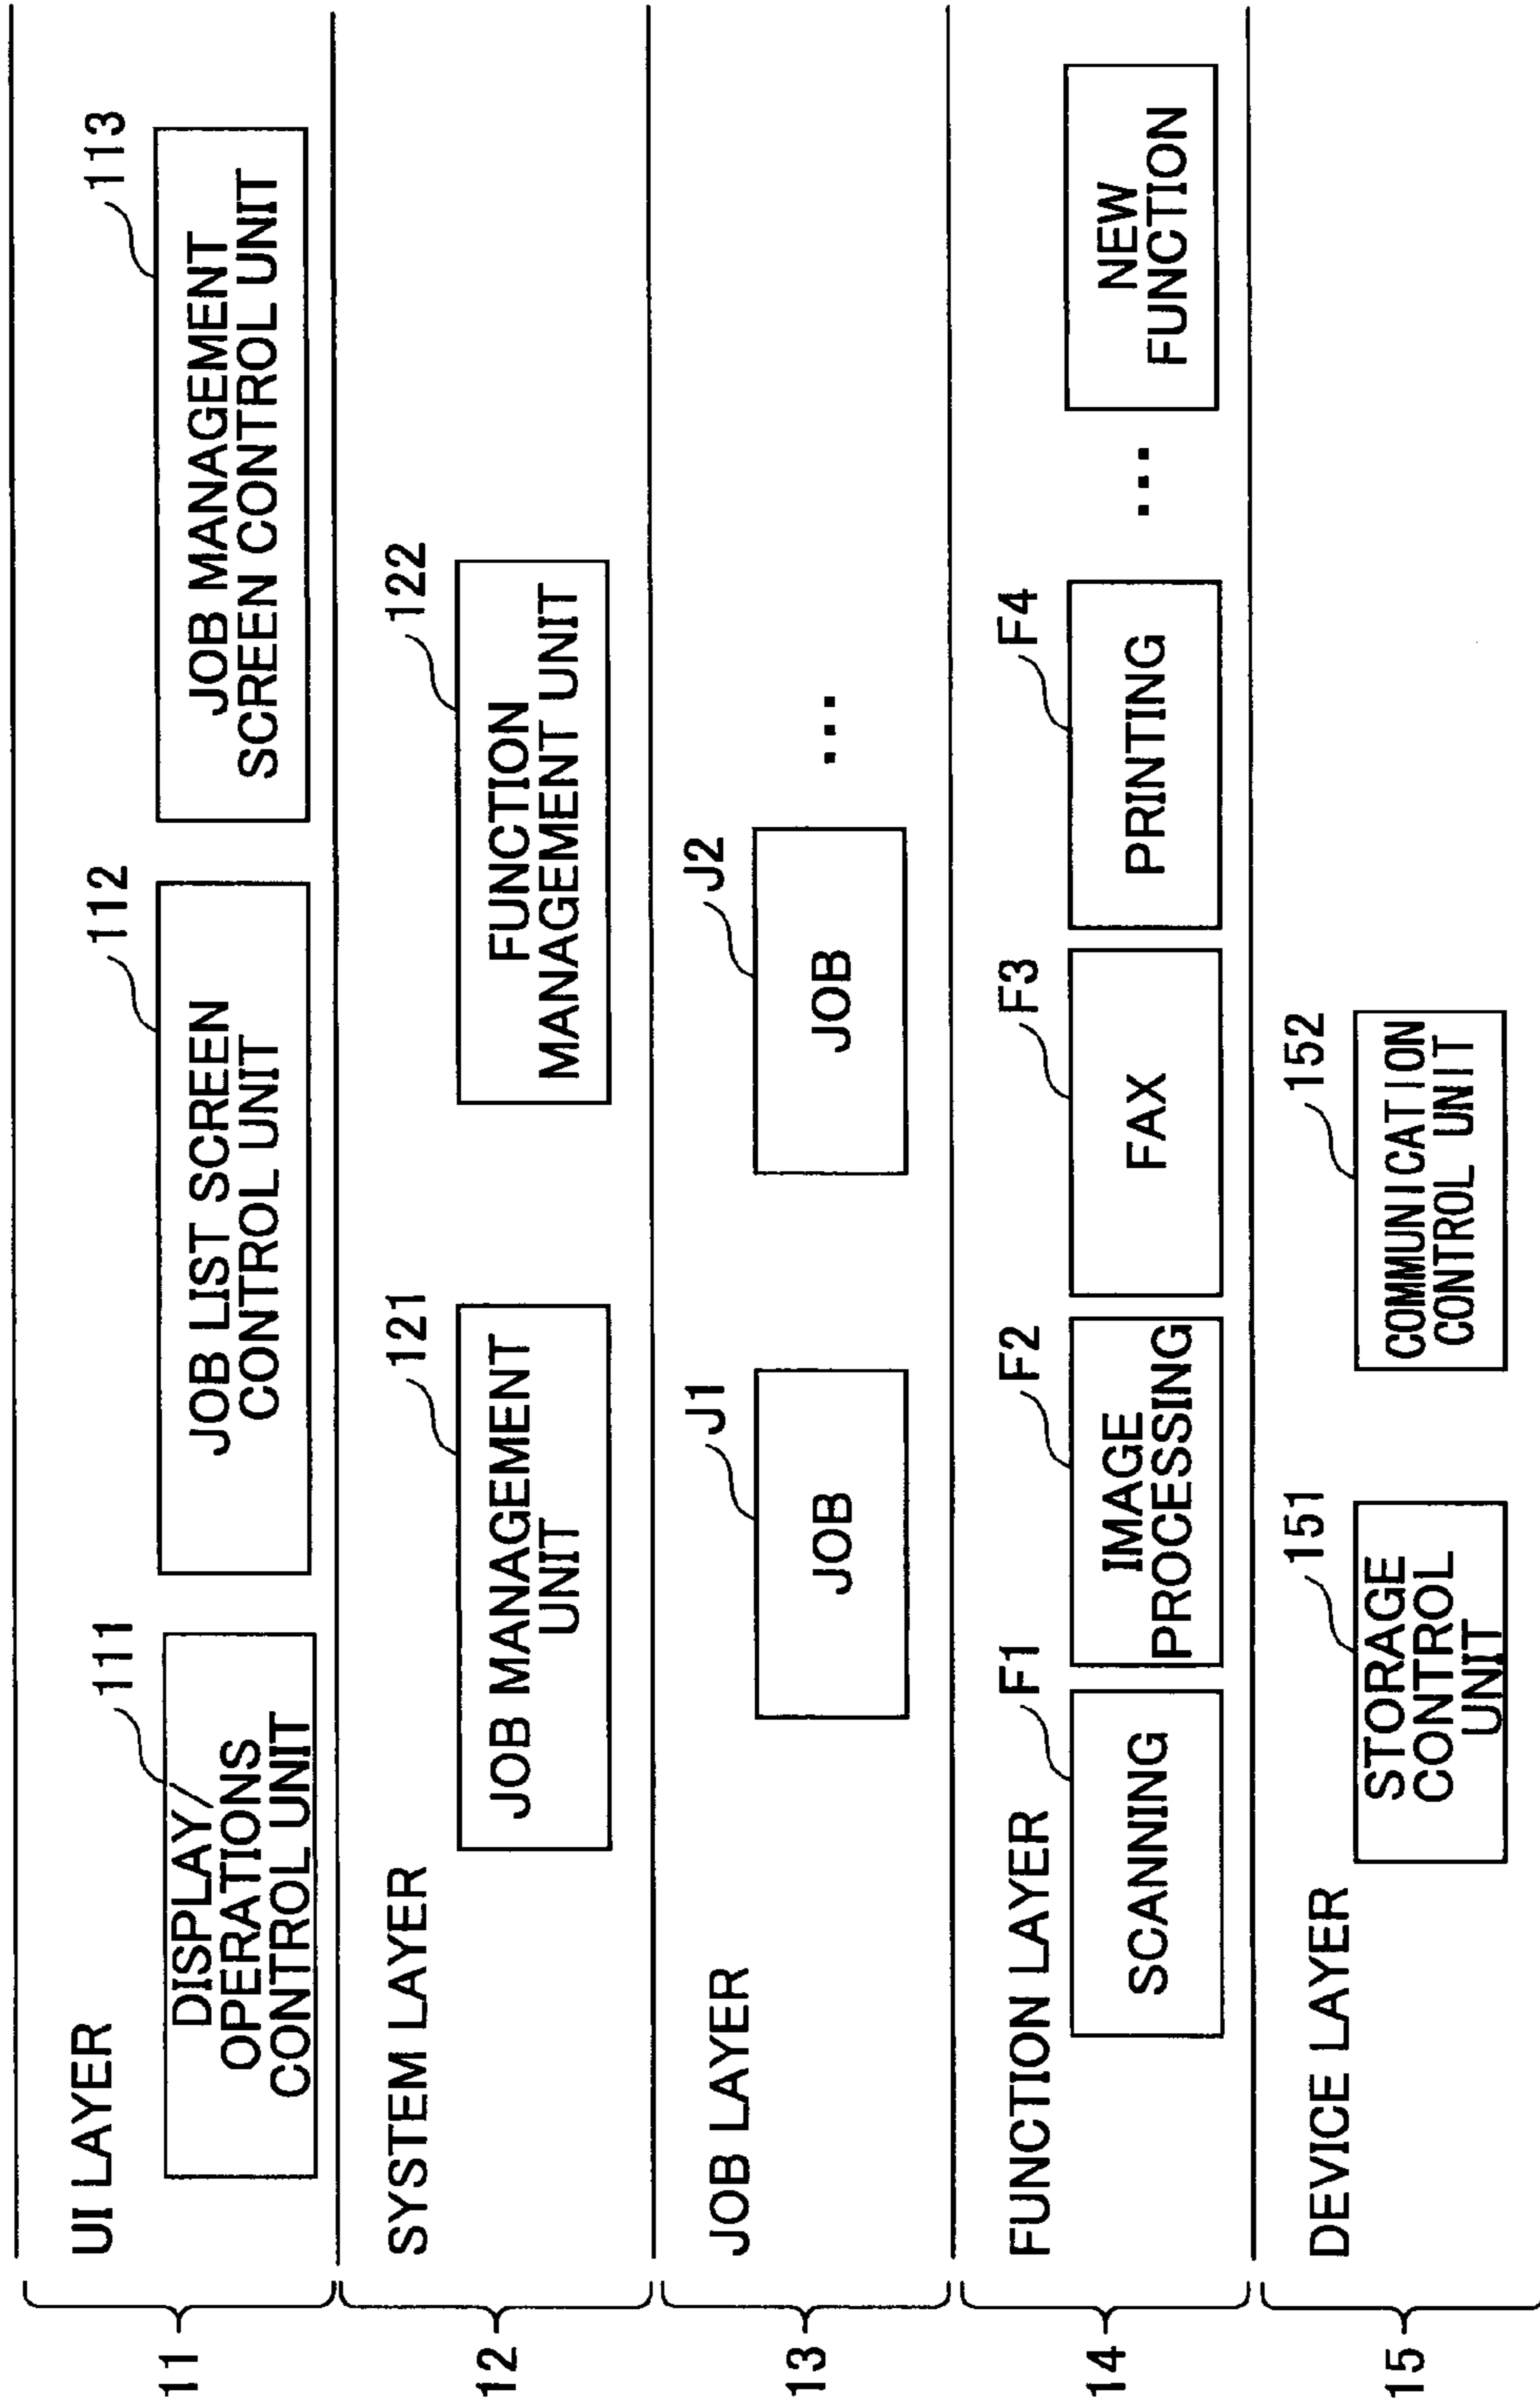 11
UI LAYER
111
DISPLAY/
OPERATIONS
CONTROL UNIT
112
JOB LIST SCREEN
CONTROL UNIT
113
JOB MANAGEMENT
SCREEN CONTROL UNIT
12
SYSTEM LAYER
121
JOB MANAGEMENT
UNIT
122
FUNCTION
MANAGEMENT UNIT
13
JOB LAYER
J1
JOB
J2
JOB
...
14
FUNCTION LAYER
F1
SCANNING
F2
IMAGE
PROCESSING
F3
FAX
F4
PRINTING
...
NEW
FUNCTION
15
DEVICE LAYER
151
STORAGE
CONTROL
UNIT
152
COMMUNICATION
CONTROL UNIT